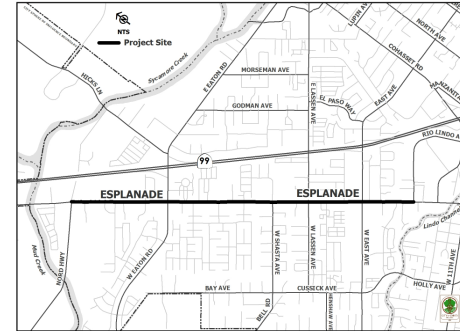 NTS
Project Site
Sycamore Creek
HICKS LN
E EATON RD
MORSEMAN AVE
GODMAN AVE
E LASSEN AVE
EL PASO WAY
EAST AVE
LUPIN AVE
NORTH AVE
COHASSET RD
MANZANITA
RIO LINDO A
99
ESPLANADE
ESPLANADE
Lindo Channel
Mud Creek
NORD HWY
W EATON RD
W SHASTA AVE
W LASSEN AVE
W EAST AVE
W 11TH AVE
BAY AVE
CUSSICK AVE
HOLLY AVE
BELL RD
HENSHAW AVE